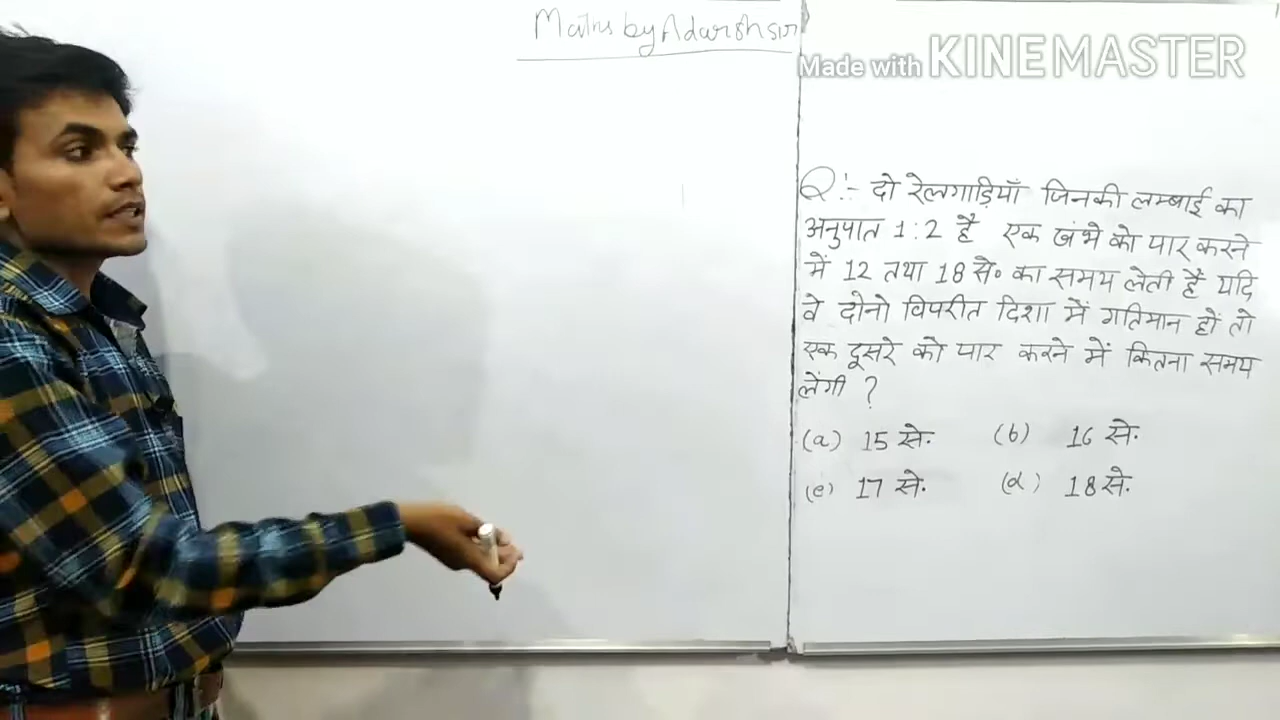 Maths by Adarsh sir
Made with KINEMASTER
Q:- दो रेलगाड़ियाँ जिनकी लम्बाई का
अनुपात 1:2 है एक खंभे को पार करने
में 12 तथा 18 से० का समय लेती है यदि
वे दोनो विपरीत दिशा में गतिमान हों तो
एक दूसरे को पार करने में कितना समय
लेंगी ?
(a) 15 से. (b) 16 से.
(c) 17 से. (d) 18 से.